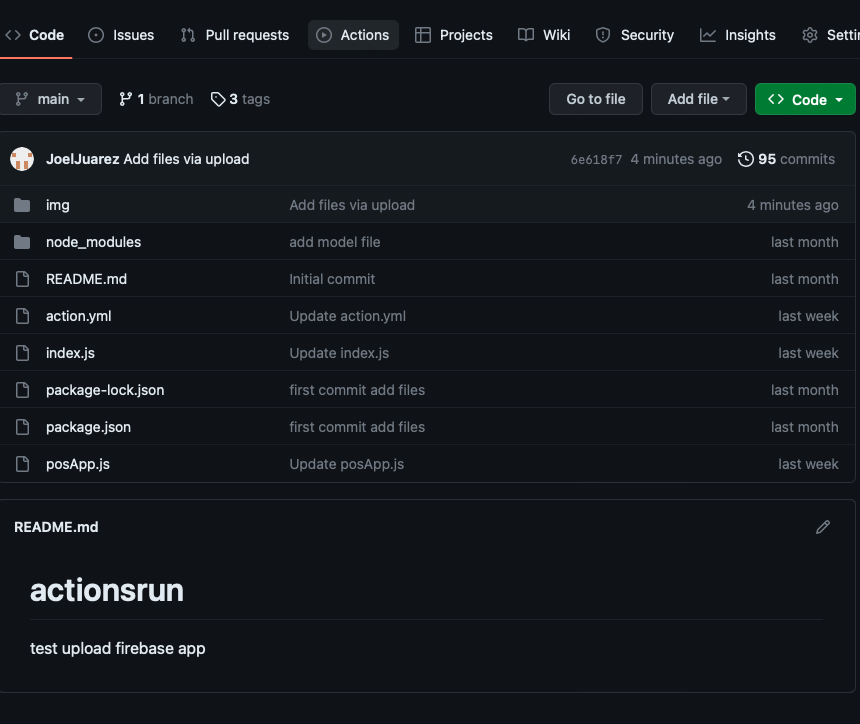 Code Issues Pull requests Actions Projects Wiki Security Insights
main 1 branch 3 tags Go to file Add file Code
JoelJuarez Add files via upload 6e618f7 4 minutes ago 95 commits
img Add files via upload 4 minutes ago
node_modules add model file last month
README.md Initial commit last month
action.yml Update action.yml last week
index.js Update index.js last week
package-lock.json first commit add files last month
package.json first commit add files last month
posApp.js Update posApp.js last week
README.md
actionsrun
test upload firebase app